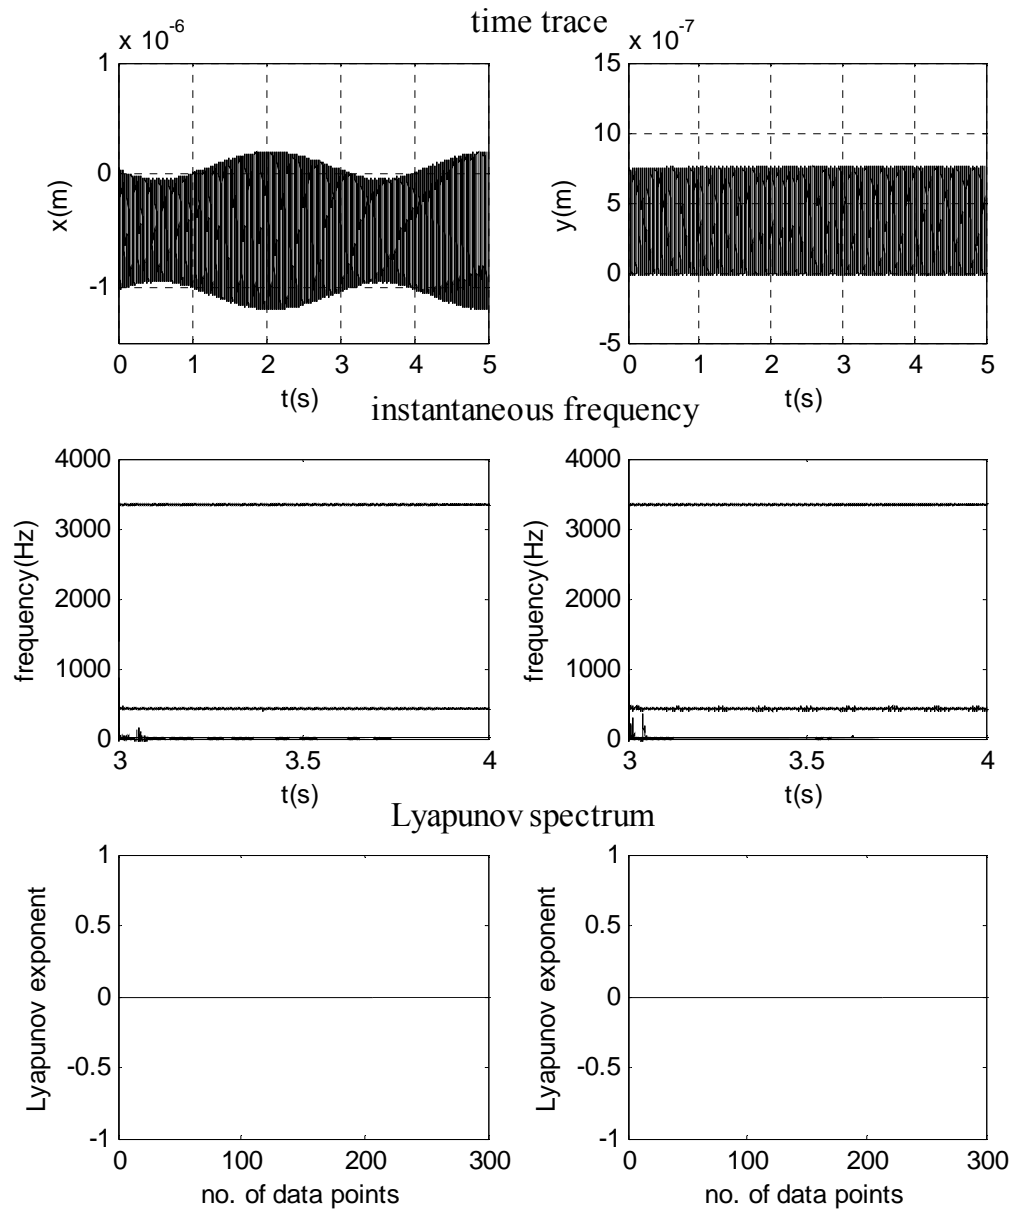 time trace
x 10-6
x 10-7
1
0
-1
x(m)
0 1 2 3 4 5
t(s)
15
10
5
0
-5
y(m)
0 1 2 3 4 5
t(s)
instantaneous frequency
4000
3000
2000
1000
0
frequency(Hz)
3 3.5 4
t(s)
4000
3000
2000
1000
0
frequency(Hz)
3 3.5 4
t(s)
Lyapunov spectrum
1
0.5
0
-0.5
-1
Lyapunov exponent
0 100 200 300
no. of data points
1
0.5
0
-0.5
-1
Lyapunov exponent
0 100 200 300
no. of data points